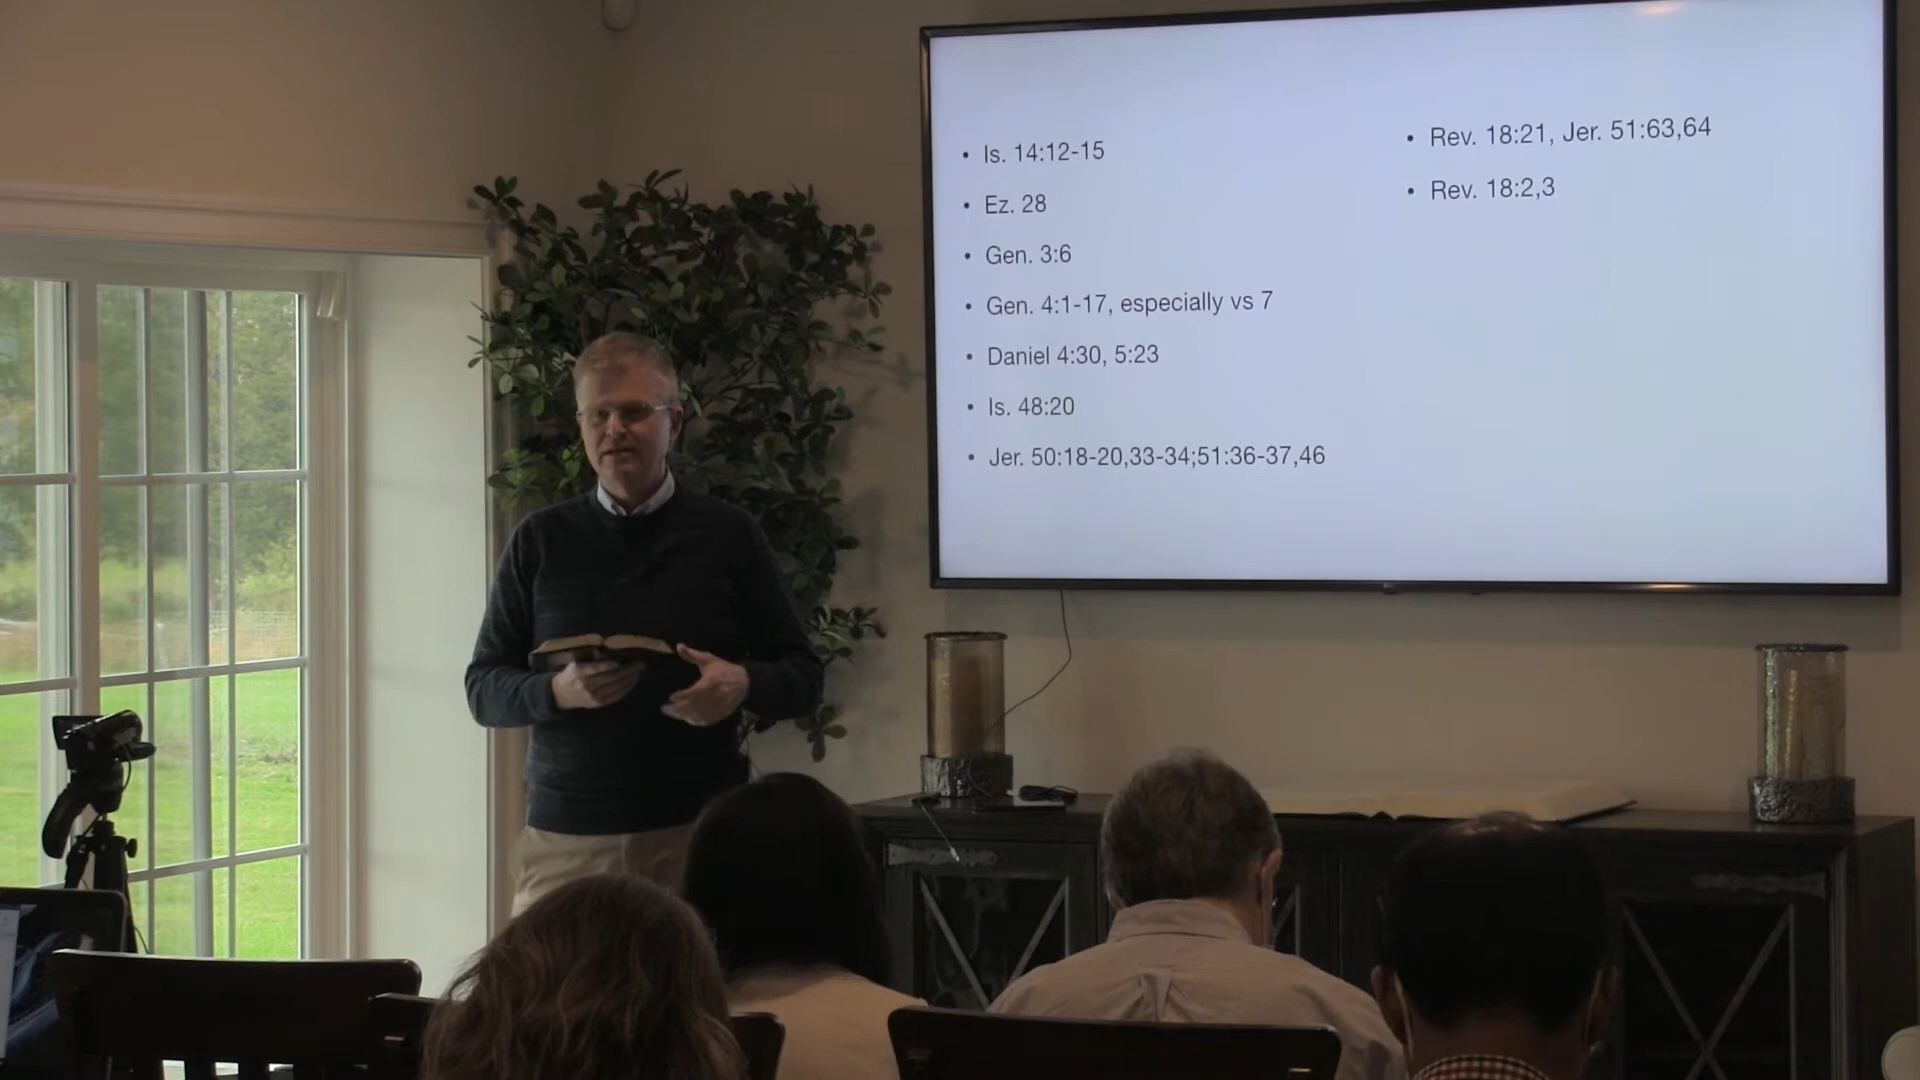 • Is. 14:12-15
• Ez. 28
• Gen. 3:6
• Gen. 4:1-17, especially vs 7
• Daniel 4:30, 5:23
• Is. 48:20
• Jer. 50:18-20,33-34;51:36-37,46
• Rev. 18:21, Jer. 51:63,64
• Rev. 18:2,3